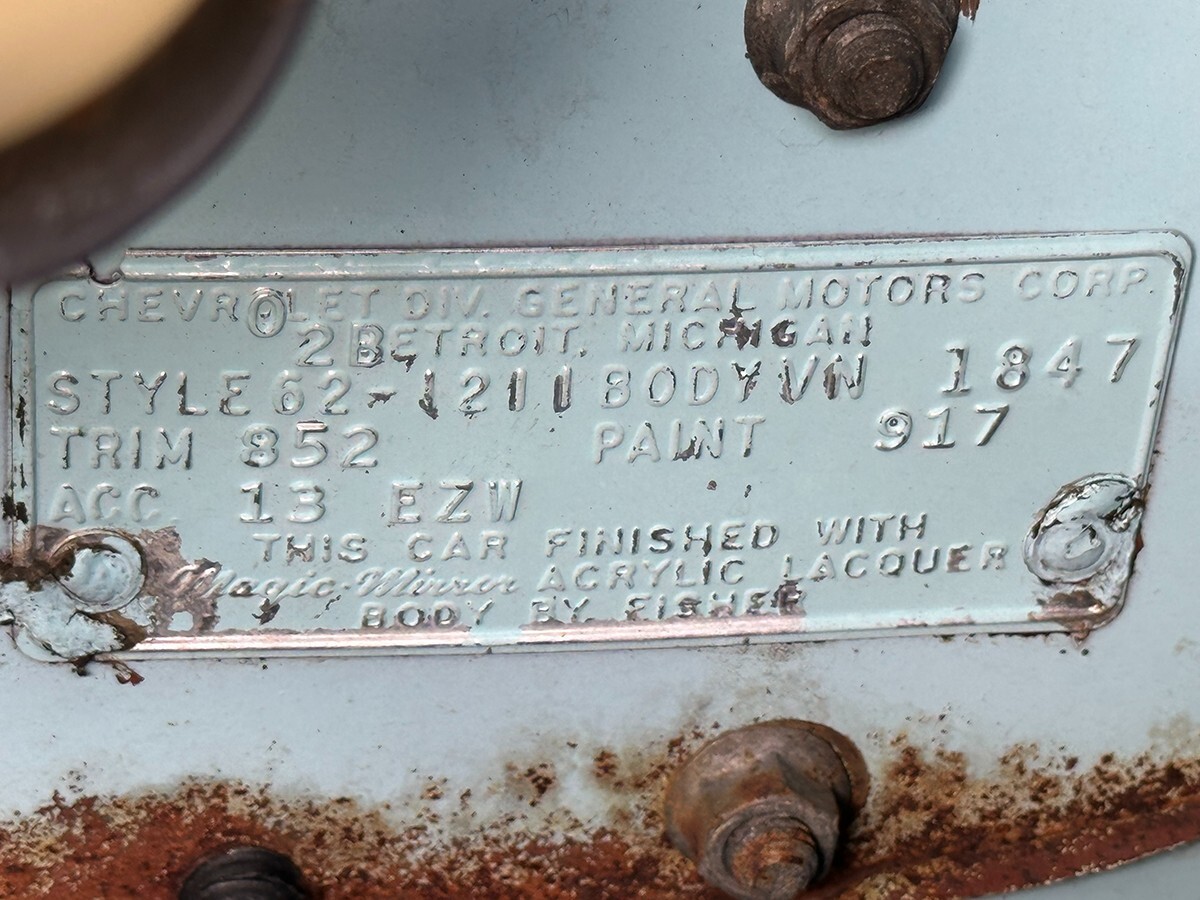 CHEVROLET DIV. GENERAL MOTORS CORP.
0
2B DETROIT, MICHIGAN
STYLE 62-1211 BODY VN 1847
TRIM 852 PAINT 917
ACC. 13 EZW
THIS CAR FINISHED WITH
Magic-Mirror ACRYLIC LACQUER
BODY BY FISHER